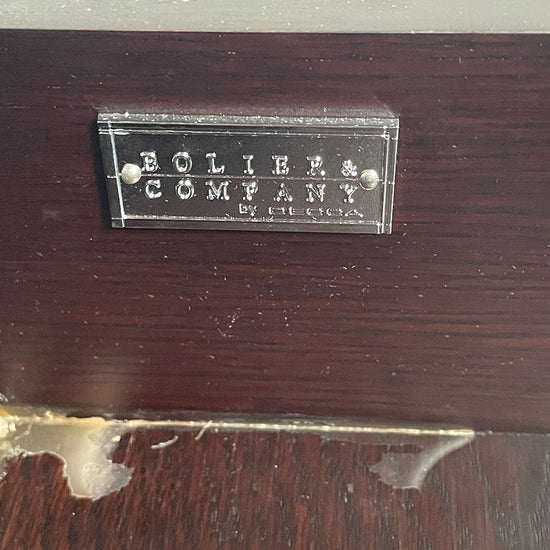 BOLIER &
COMPANY
by DECCA